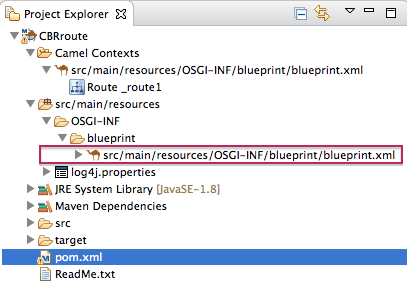 Project Explorer
CBRroute
Camel Contexts
src/main/resources/OSGI-INF/blueprint/blueprint.xml
Route _route1
src/main/resources
OSGI-INF
blueprint
src/main/resources/OSGI-INF/blueprint/blueprint.xml
log4j.properties
JRE System Library [JavaSE-1.8]
Maven Dependencies
src
target
pom.xml
ReadMe.txt